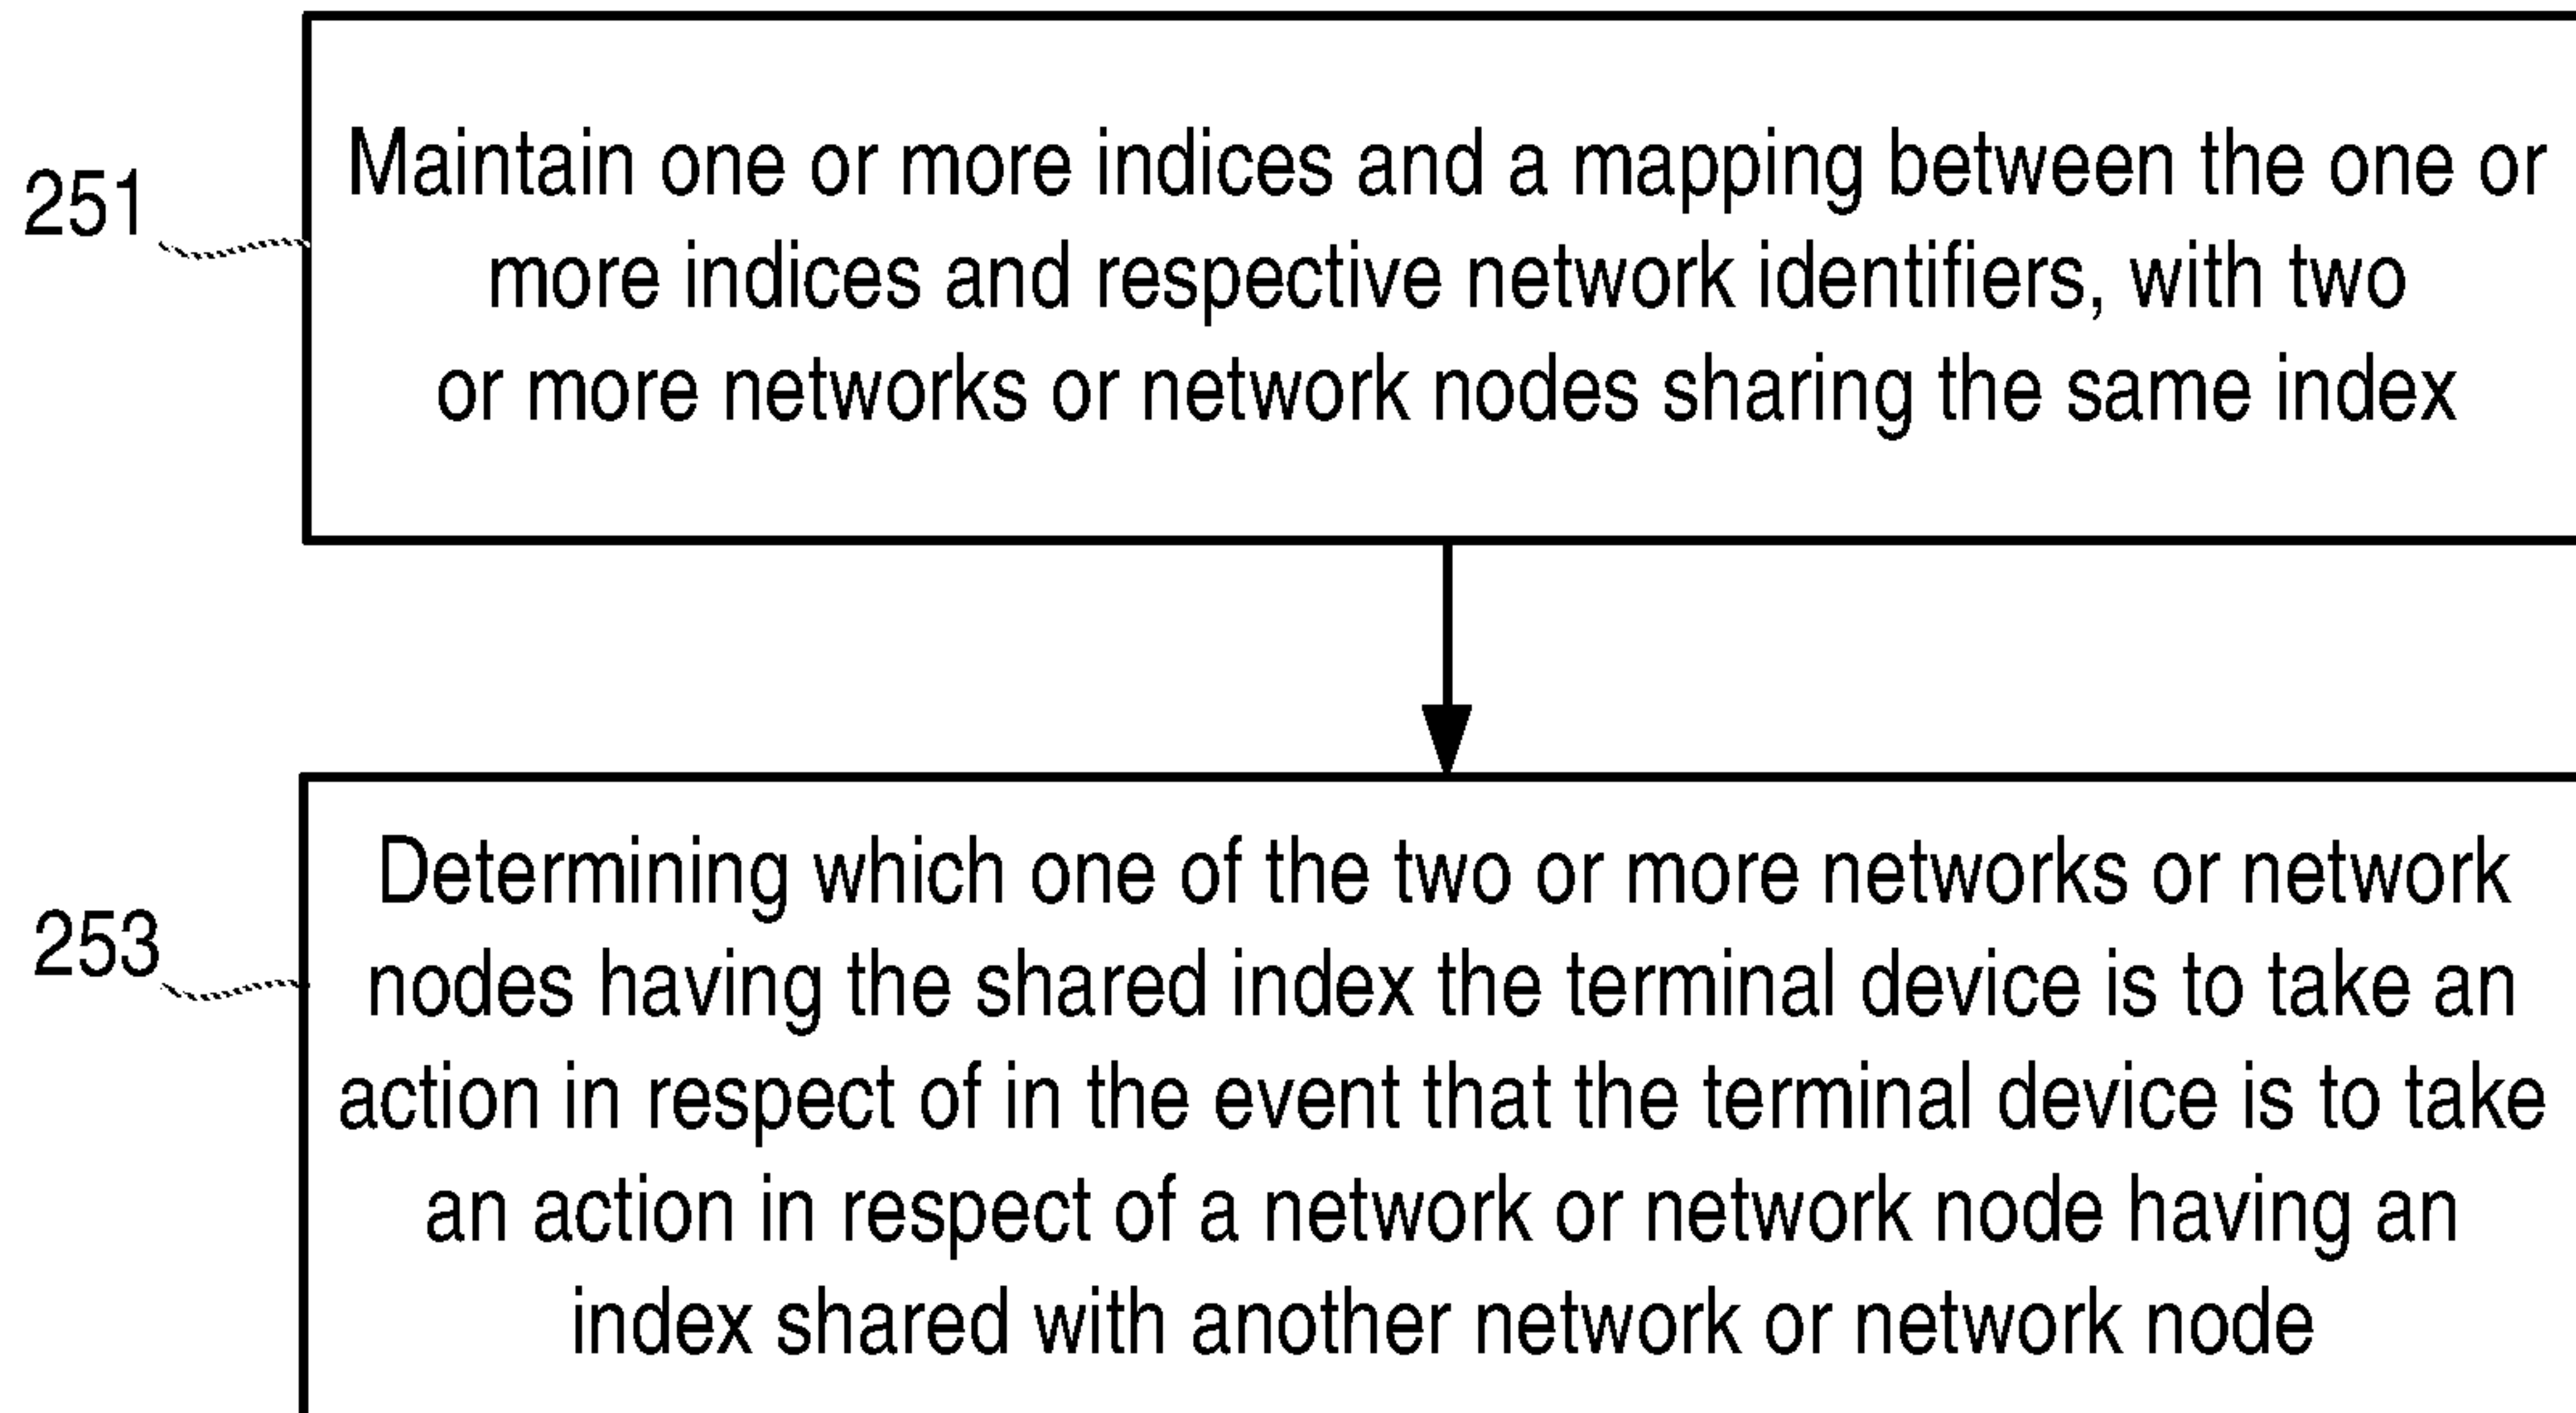 251
Maintain one or more indices and a mapping between the one or
more indices and respective network identifiers, with two
or more networks or network nodes sharing the same index
253
Determining which one of the two or more networks or network
nodes having the shared index the terminal device is to take an
action in respect of in the event that the terminal device is to take
an action in respect of a network or network node having an
index shared with another network or network node